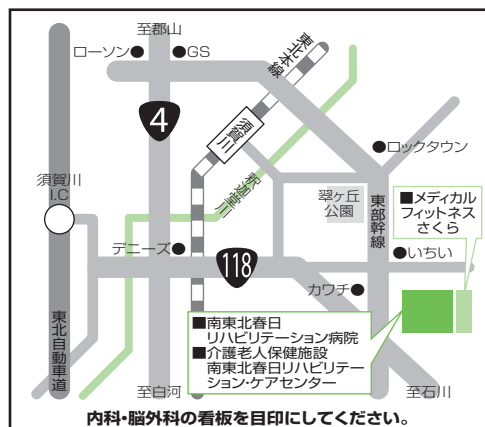 至郡山
ローソン
GS
東北本線
4
須賀川
ロックタウン
釈迦堂川
須賀川
I.C
翠ヶ丘
公園
東部幹線
■メディカル
フィットネス
さくら
デニーズ
118
いちい
カワチ
■南東北春日
リハビリテーション病院
■介護老人保健施設
南東北春日リハビリテー
ション・ケアセンター
東北自動車道
至白河
至石川
内科・脳外科の看板を目印にしてください。